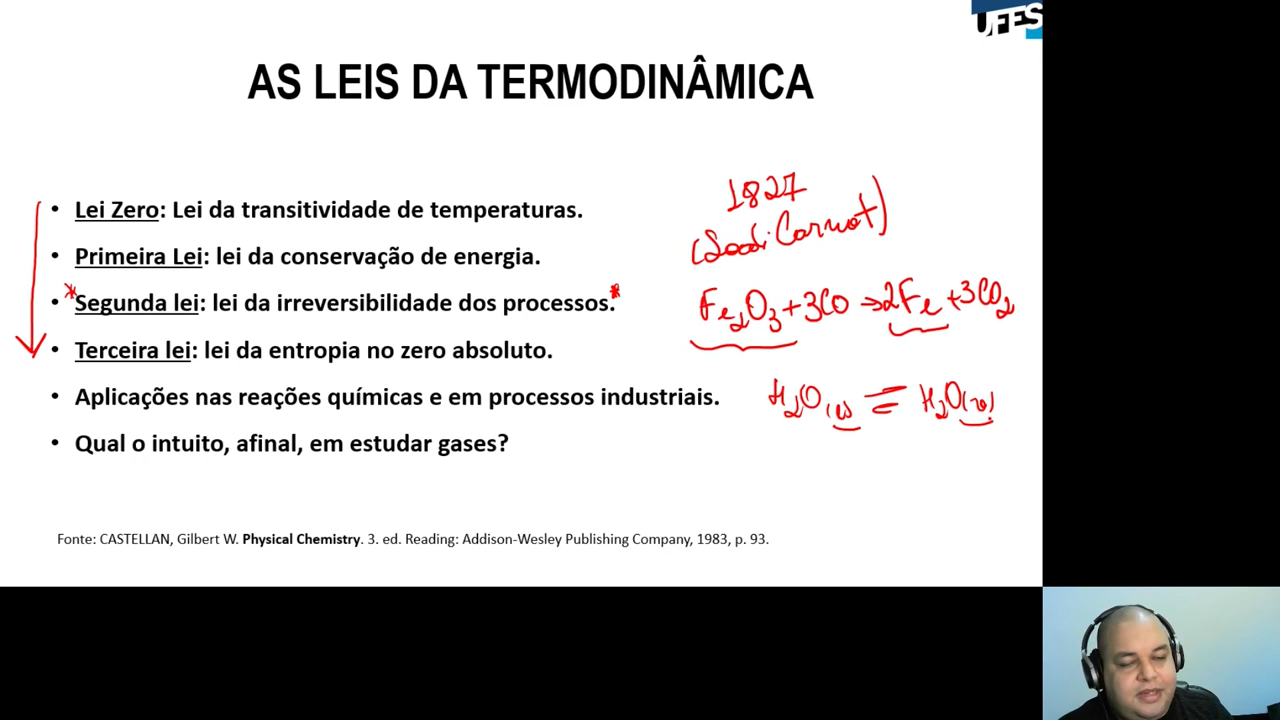 UFES
AS LEIS DA TERMODINÂMICA
• Lei Zero: Lei da transitividade de temperaturas.
• Primeira Lei: lei da conservação de energia.
• *Segunda lei: lei da irreversibilidade dos processos.*
• Terceira lei: lei da entropia no zero absoluto.
• Aplicações nas reações químicas e em processos industriais.
• Qual o intuito, afinal, em estudar gases?
1827
(Sadi Carnot)
Fe₂O₃ + 3CO → 2Fe + 3CO₂
H₂O ⇌ H₂O
Fonte: CASTELLAN, Gilbert W. Physical Chemistry. 3. ed. Reading: Addison-Wesley Publishing Company, 1983, p. 93.